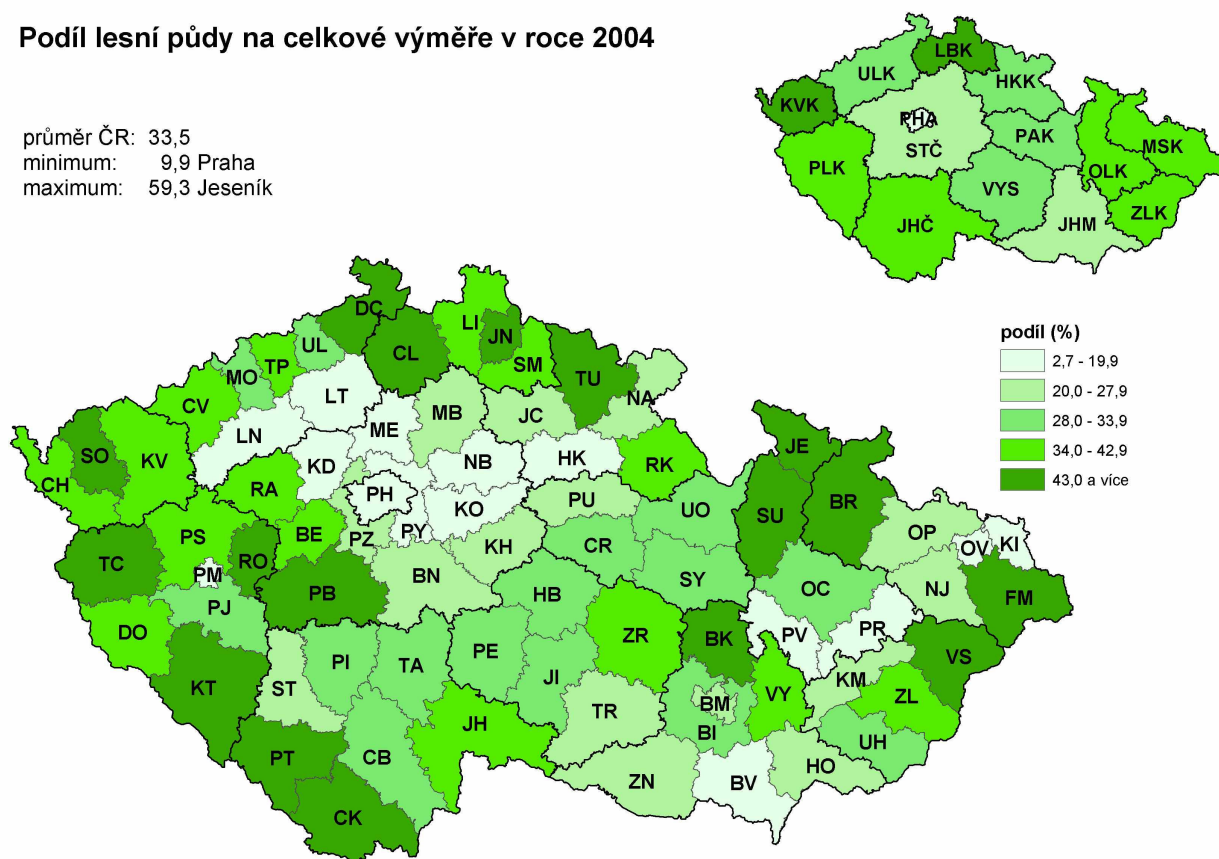 Podíl lesní půdy na celkové výměře v roce 2004
průměr ČR: 33,5
minimum: 9,9 Praha
maximum: 59,3 Jeseník
LBK
ULK
HKK
KVK
PHA
PAK
STČ
MSK
PLK
OLK
VYS
ZLK
JHČ
JHM
podíl (%)
2,7 - 19,9
20,0 - 27,9
28,0 - 33,9
34,0 - 42,9
43,0 a více
DC
LI
JN
UL
CL
TP
SM
MO
TU
LT
NA
CV
MB
JC
ME
LN
JE
SO
KV
KD
NB
HK
RK
CH
RA
PH
BR
PU
KO
UO
SU
PS
BE
PY
OP
PZ
KH
CR
OV
KI
TC
RO
PM
BN
SY
PB
HB
OC
NJ
FM
PJ
DO
ZR
BK
PV
PR
PI
TA
PE
VS
KT
ST
JI
KM
VY
ZL
BM
TR
JH
BI
UH
PT
CB
HO
ZN
BV
CK